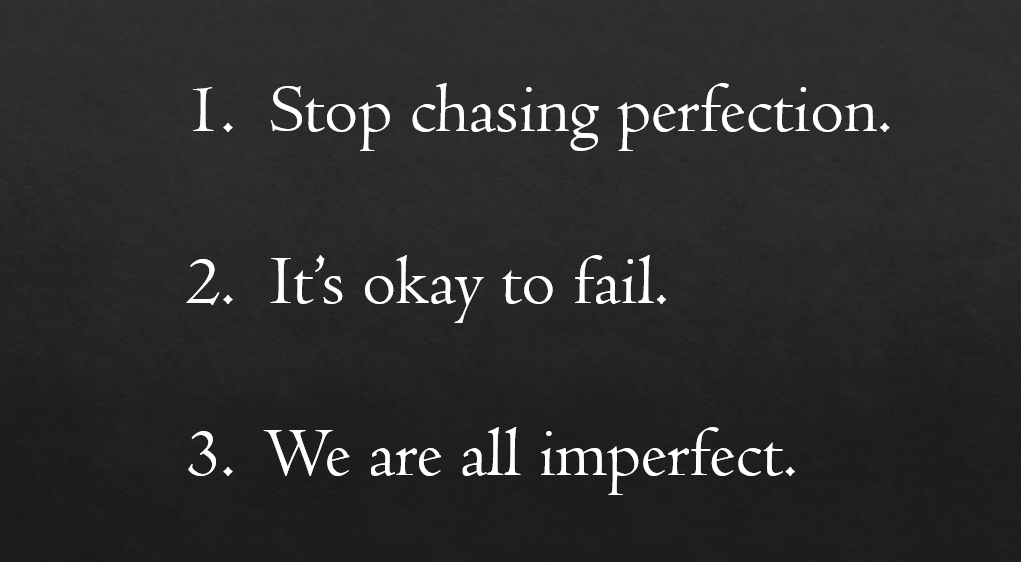 1. Stop chasing perfection.
2. It’s okay to fail.
3. We are all imperfect.